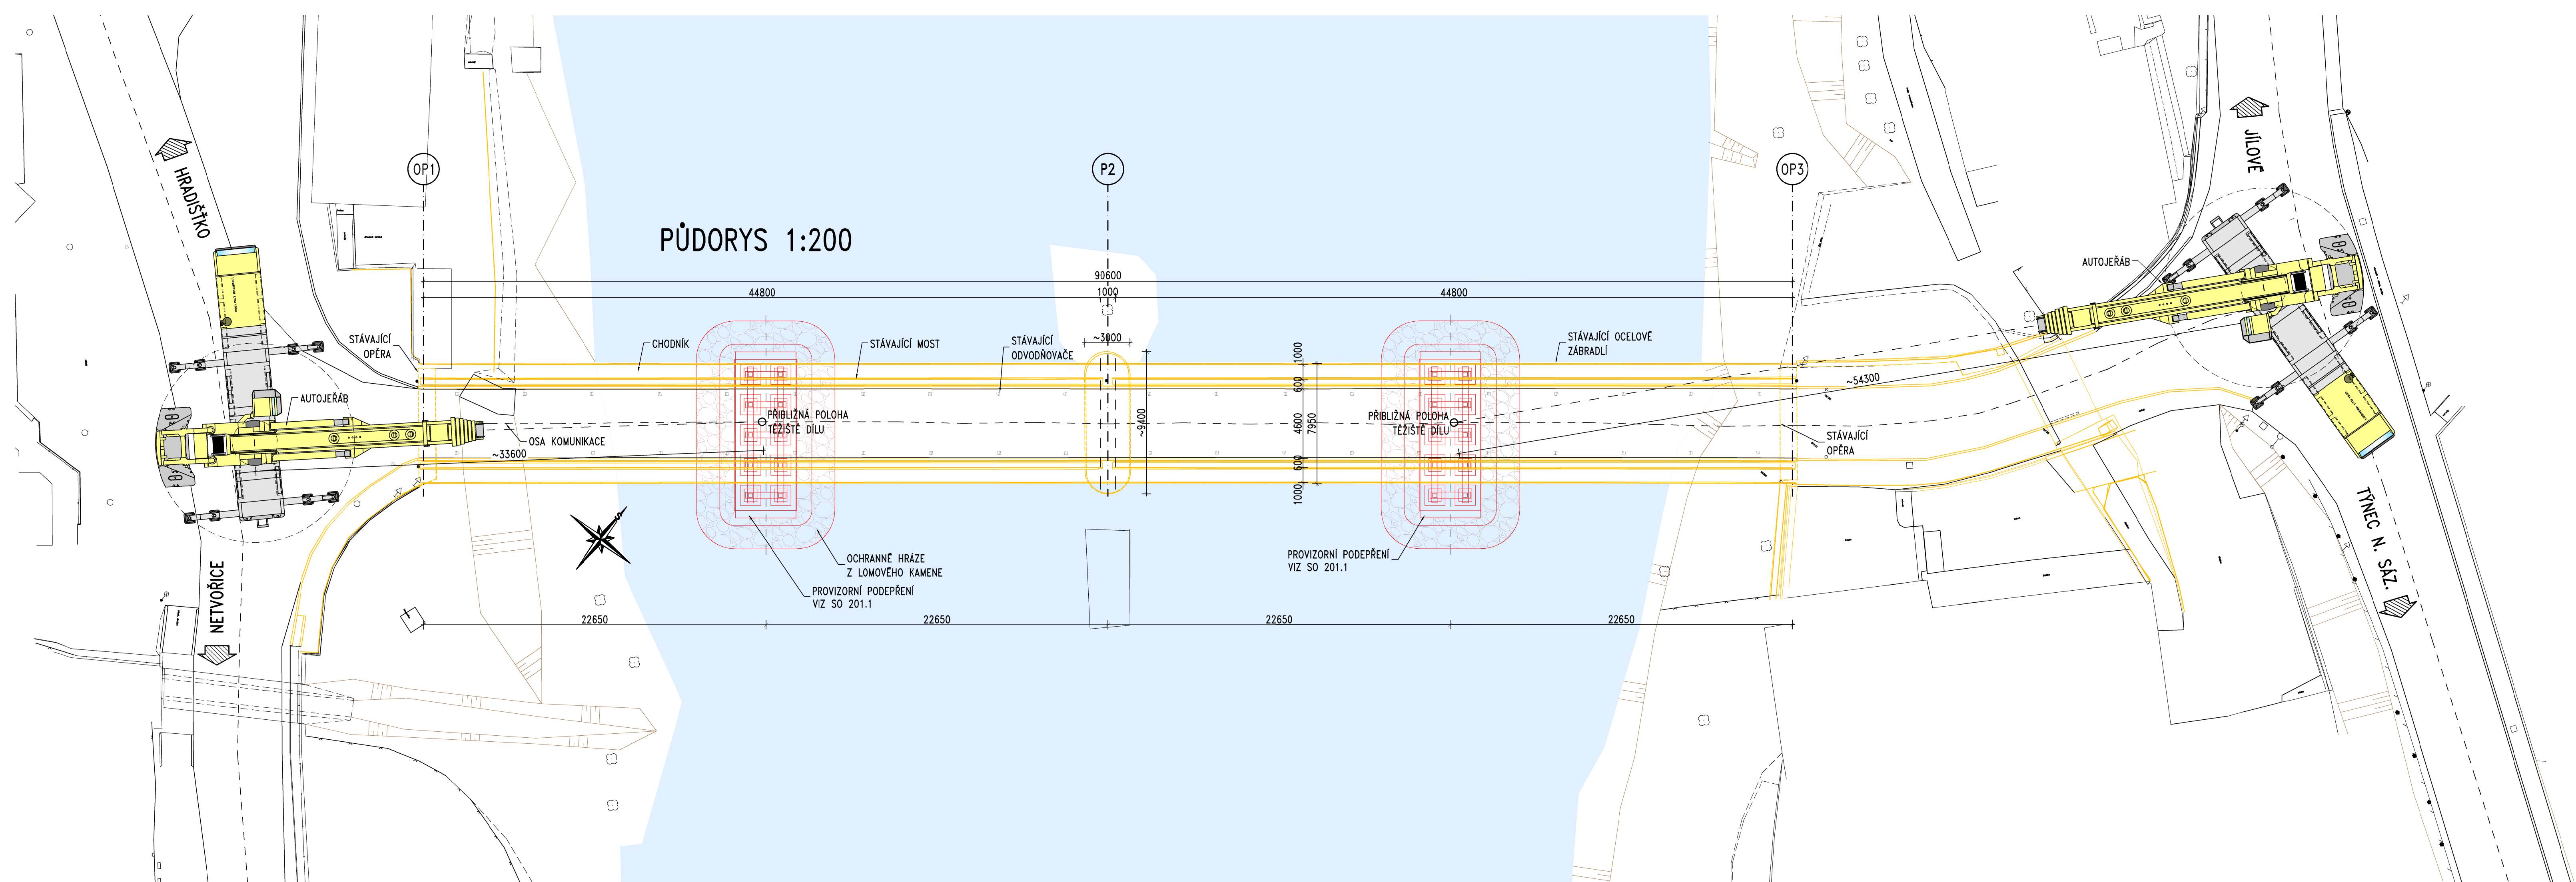 HRADIŠŤKO
OP1
P2
OP3
JÍLOVÉ
PŮDORYS 1:200
AUTOJEŘÁB
90600
44800
1000
44800
STÁVAJÍCÍ
OPĚRA
CHODNÍK
STÁVAJÍCÍ MOST
STÁVAJÍCÍ
ODVODŇOVAČE
~3000
1000
STÁVAJÍCÍ OCELOVÉ
ZÁBRADLÍ
600
~54300
AUTOJEŘÁB
PŘIBLIŽNÁ POLOHA
TĚŽIŠTĚ DÍLU
~9400
4600
7950
PŘIBLIŽNÁ POLOHA
TĚŽIŠTĚ DÍLU
OSA KOMUNIKACE
STÁVAJÍCÍ
OPĚRA
~33600
600
1000
S
TÝNEC N. SÁZ.
NETVOŘICE
OCHRANNÉ HRÁZE
Z LOMOVÉHO KAMENE
PROVIZORNÍ PODEPŘENÍ
VIZ SO 201.1
PROVIZORNÍ PODEPŘENÍ
VIZ SO 201.1
22650
22650
22650
22650